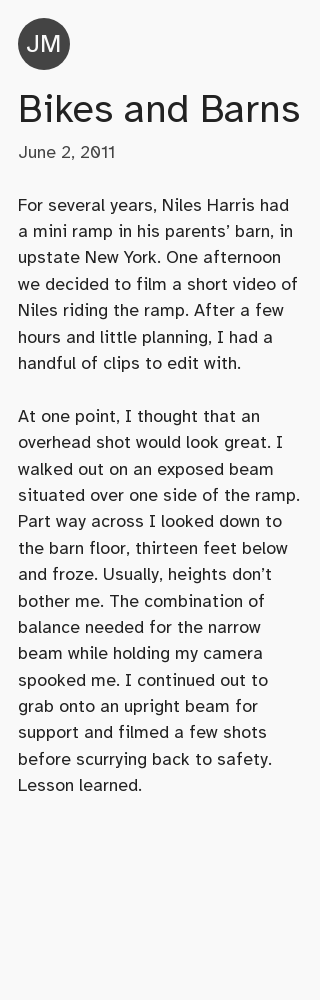 JM
Bikes and Barns
June 2, 2011
For several years, Niles Harris had
a mini ramp in his parents’ barn, in
upstate New York. One afternoon
we decided to film a short video of
Niles riding the ramp. After a few
hours and little planning, I had a
handful of clips to edit with.
At one point, I thought that an
overhead shot would look great. I
walked out on an exposed beam
situated over one side of the ramp.
Part way across I looked down to
the barn floor, thirteen feet below
and froze. Usually, heights don’t
bother me. The combination of
balance needed for the narrow
beam while holding my camera
spooked me. I continued out to
grab onto an upright beam for
support and filmed a few shots
before scurrying back to safety.
Lesson learned.